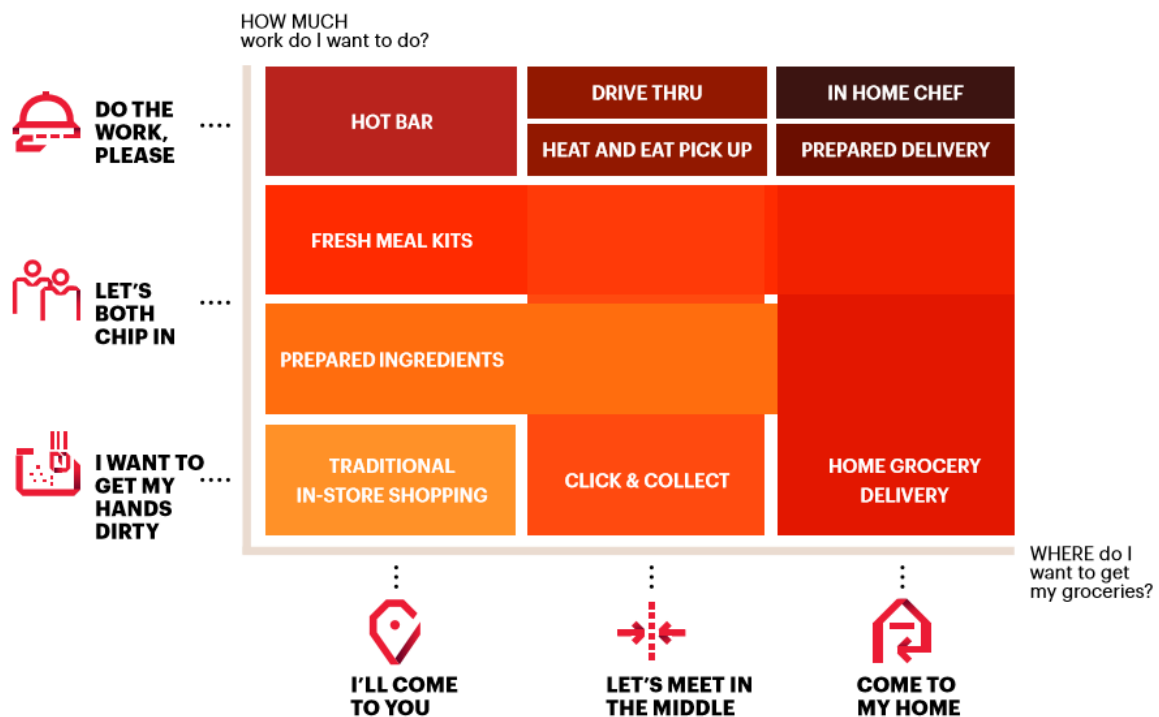 HOW MUCH
work do I want to do?
DO THE
WORK,
PLEASE
HOT BAR
DRIVE THRU
IN HOME CHEF
HEAT AND EAT PICK UP
PREPARED DELIVERY
LET'S
BOTH
CHIP IN
FRESH MEAL KITS
PREPARED INGREDIENTS
I WANT TO
GET MY
HANDS
DIRTY
TRADITIONAL
IN-STORE SHOPPING
CLICK & COLLECT
HOME GROCERY
DELIVERY
WHERE do I
want to get
my groceries?
I'LL COME
TO YOU
LET'S MEET IN
THE MIDDLE
COME TO
MY HOME